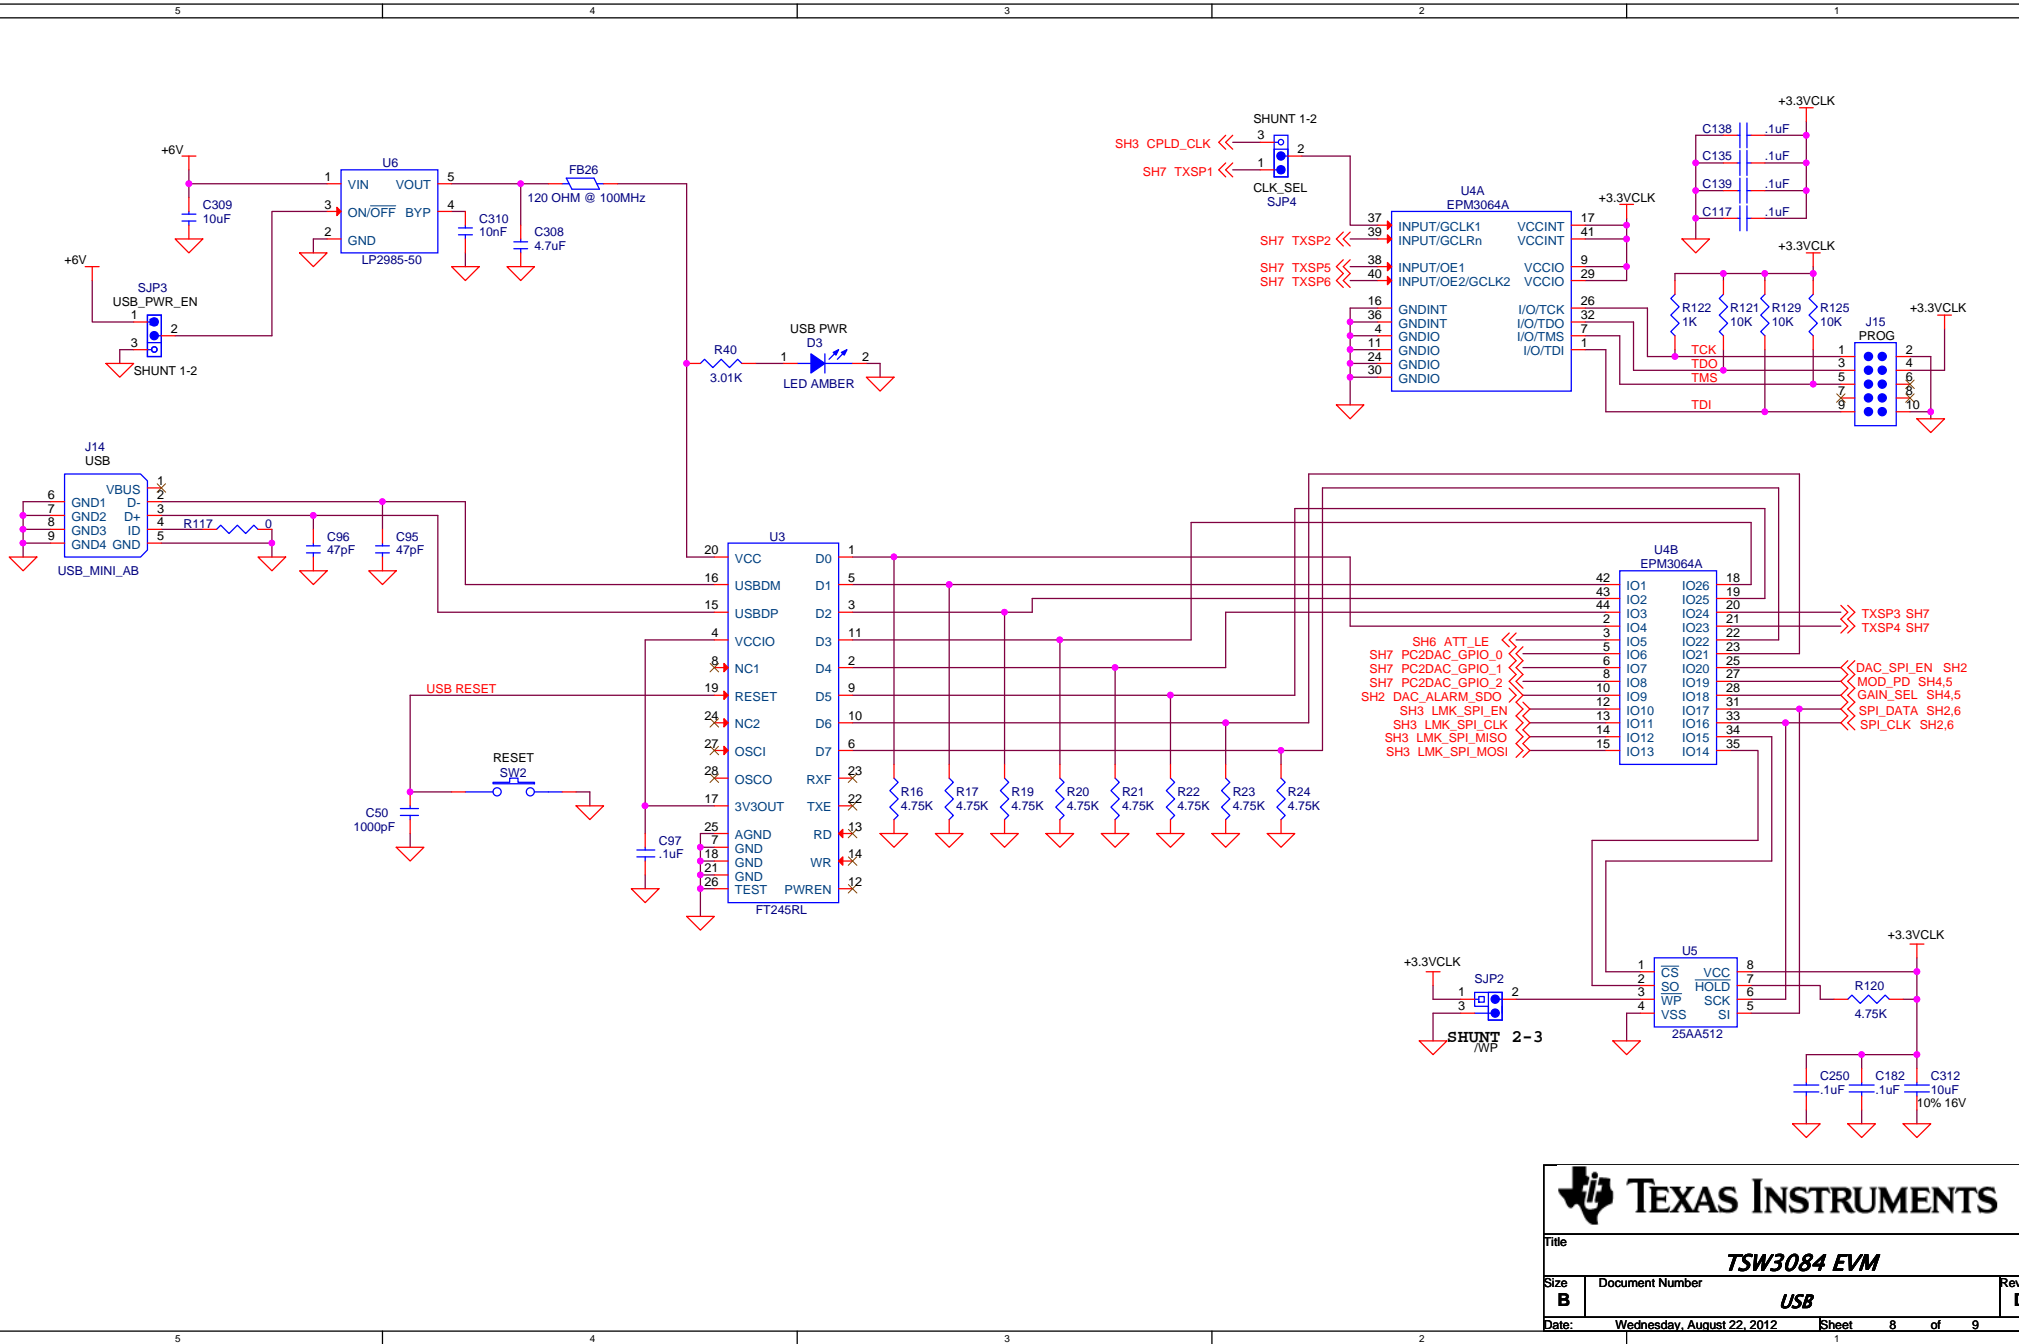 5 4 3 2 1
+6V
U6
1 VIN VOUT 5
3 ON/OFF BYP 4
2 GND
LP2985-50
C309
10uF
C310
10nF
C308
4.7uF
FB26
120 OHM @ 100MHz
+6V
SJP3
USB_PWR_EN
1
2
3
SHUNT 1-2
R40
3.01K
USB PWR
D3
1 2
LED AMBER
SHUNT 1-2
SH3 CPLD_CLK 3
2
SH7 TXSP1 1
CLK_SEL
SJP4
U4A
EPM3064A
37 INPUT/GCLK1 VCCINT 17
SH7 TXSP2 39 INPUT/GCLRn VCCINT 41
SH7 TXSP5 38 INPUT/OE1 VCCIO 9
SH7 TXSP6 40 INPUT/OE2/GCLK2 VCCIO 29
16 GNDINT I/O/TCK 26
36 GNDINT I/O/TDO 32
4 GNDIO I/O/TMS 7
11 GNDIO I/O/TDI 1
24 GNDIO
30 GNDIO
+3.3VCLK
+3.3VCLK
C138 .1uF
C135 .1uF
C139 .1uF
C117 .1uF
+3.3VCLK
R122
1K
R121
10K
R129
10K
R125
10K
+3.3VCLK
J15
PROG
TCK 1 2
TDO 3 4
TMS 5 6
7 8
TDI 9 10
J14
USB
VBUS 1
6 GND1 D- 2
7 GND2 D+ 3
8 GND3 ID 4
9 GND4 GND 5
USB_MINI_AB
R117 0
C96
47pF
C95
47pF
U3
20 VCC D0 1
16 USBDM D1 5
15 USBDP D2 3
4 VCCIO D3 11
8 NC1 D4 2
19 RESET D5 9
24 NC2 D6 10
27 OSCI D7 6
28 OSCO RXF 23
17 3V3OUT TXE 22
25 AGND RD 13
7 GND
18 GND WR 14
21 GND
26 TEST PWREN 12
FT245RL
USB RESET
RESET
SW2
C50
1000pF
C97
.1uF
R16
4.75K
R17
4.75K
R19
4.75K
R20
4.75K
R21
4.75K
R22
4.75K
R23
4.75K
R24
4.75K
U4B
EPM3064A
42 IO1 IO26 18
43 IO2 IO25 19
44 IO3 IO24 20 TXSP3 SH7
2 IO4 IO23 21 TXSP4 SH7
SH6 ATT_LE 3 IO5 IO22 22
SH7 PC2DAC_GPIO_0 5 IO6 IO21 23
SH7 PC2DAC_GPIO_1 6 IO7 IO20 25 DAC_SPI_EN SH2
SH7 PC2DAC_GPIO_2 8 IO8 IO19 27 MOD_PD SH4,5
SH2 DAC_ALARM_SDO 10 IO9 IO18 28 GAIN_SEL SH4,5
SH3 LMK_SPI_EN 12 IO10 IO17 31 SPI_DATA SH2,6
SH3 LMK_SPI_CLK 13 IO11 IO16 33 SPI_CLK SH2,6
SH3 LMK_SPI_MISO 14 IO12 IO15 34
SH3 LMK_SPI_MOSI 15 IO13 IO14 35
+3.3VCLK
SJP2
1 2
3
SHUNT 2-3
/WP
U5
1 CS VCC 8
2 SO HOLD 7
3 WP SCK 6
4 VSS SI 5
25AA512
+3.3VCLK
R120
4.75K
C250
.1uF
C182
.1uF
C312
10uF
10% 16V
TEXAS INSTRUMENTS
Title
TSW3084 EVM
Size
B
Document Number
USB
Rev
D
Date: Wednesday, August 22, 2012 Sheet 8 of 9
5 4 3 2 1